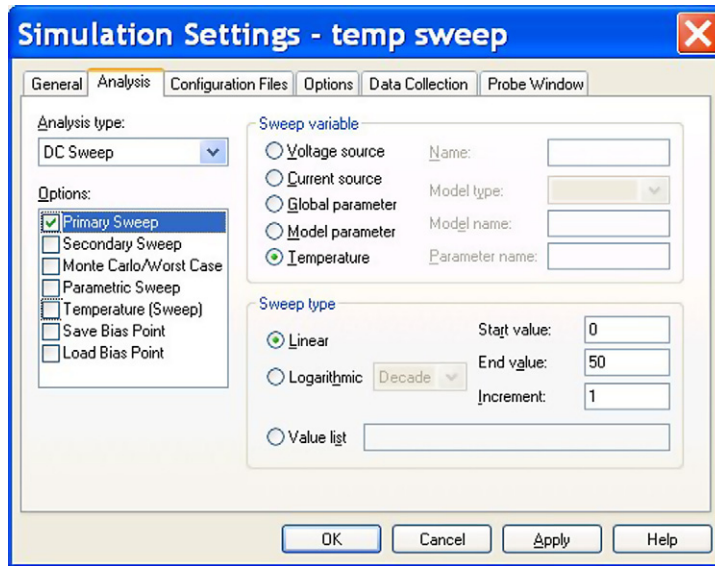 Simulation Settings - temp sweep
General Analysis Configuration Files Options Data Collection Probe Window
Analysis type:
DC Sweep
Options:
Primary Sweep
Secondary Sweep
Monte Carlo/Worst Case
Parametric Sweep
Temperature (Sweep)
Save Bias Point
Load Bias Point
Sweep variable
Voltage source
Current source
Global parameter
Model parameter
Temperature
Name:
Model type:
Model name:
Parameter name:
Sweep type
Linear
Logarithmic Decade
Value list
Start value: 0
End value: 50
Increment: 1
OK Cancel Apply Help